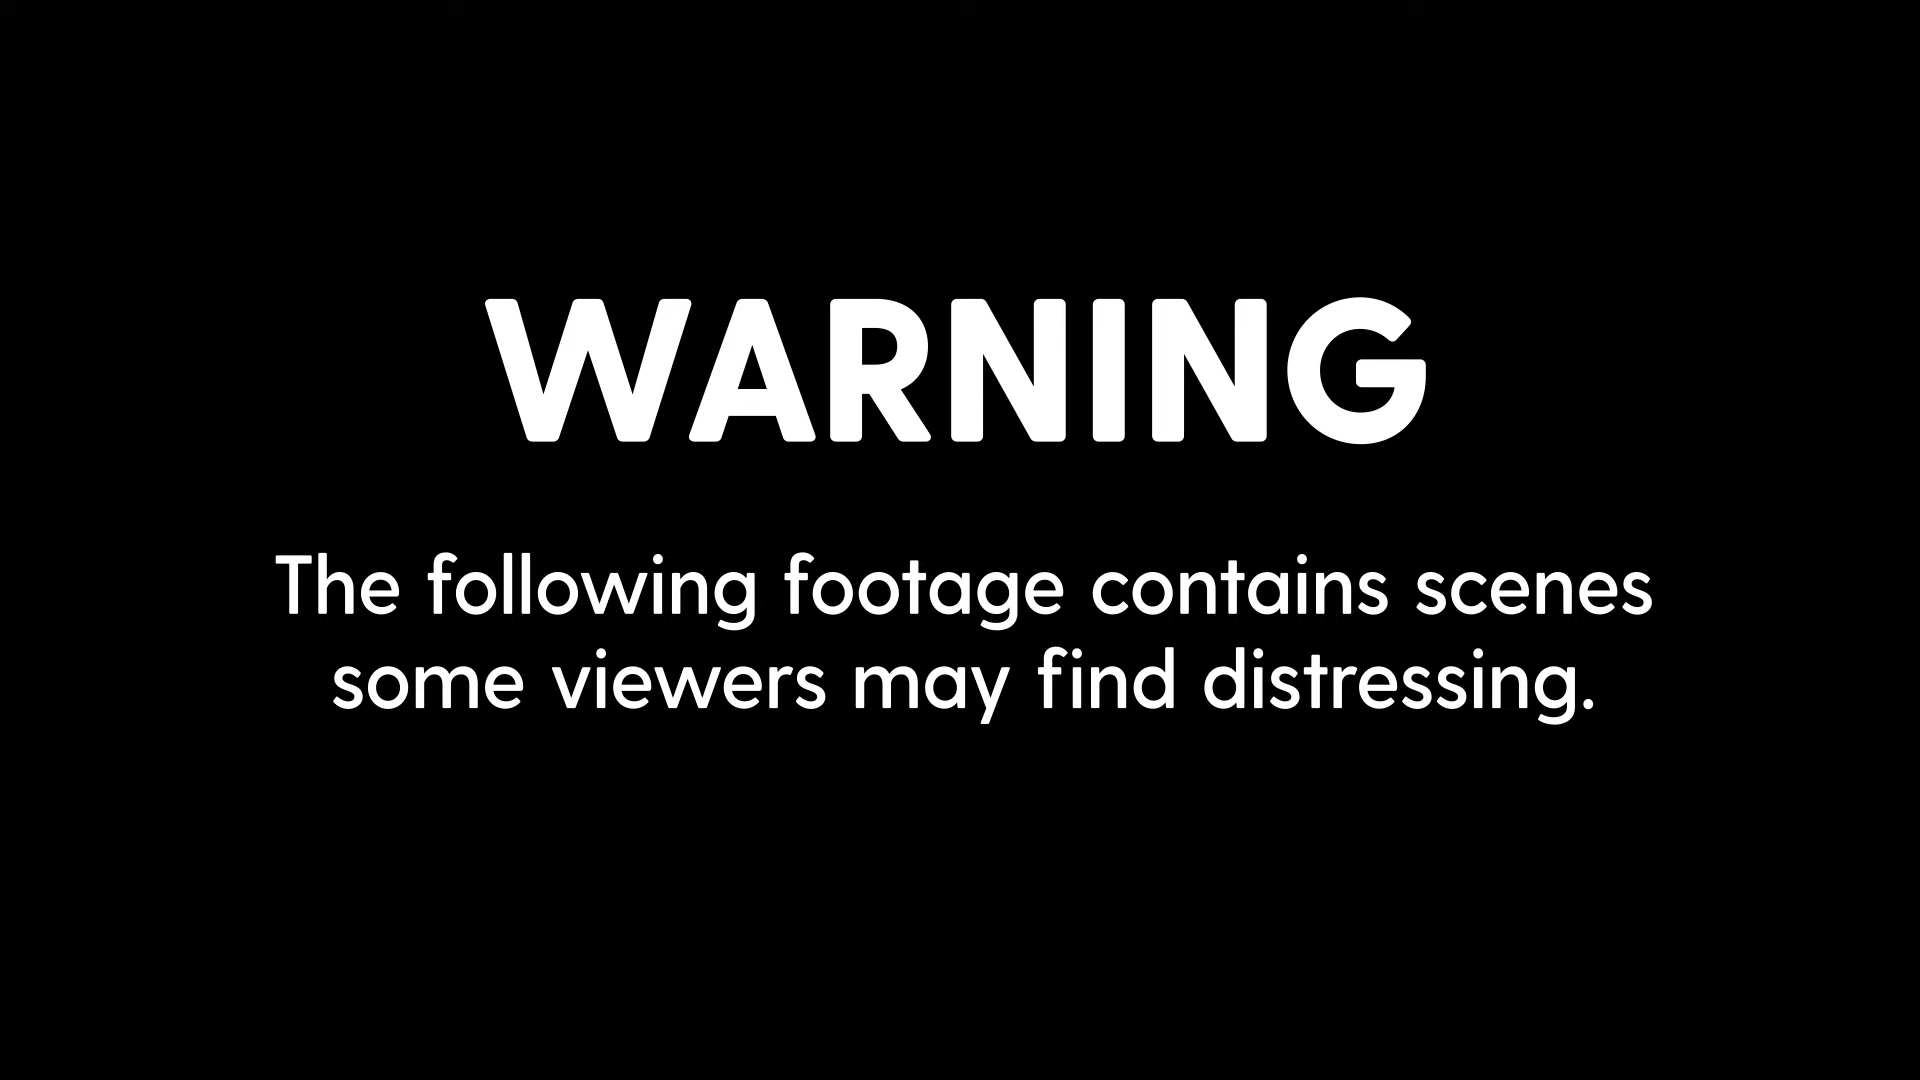 WARNING
The following footage contains scenes
some viewers may find distressing.